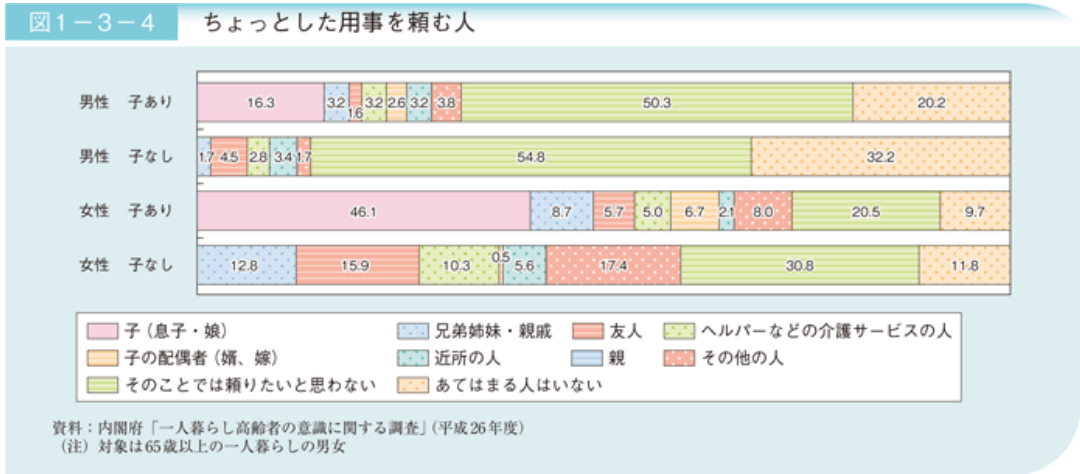 図1-3-4 ちょっとした用事を頼む人
男性 子あり 16.3 3.2 1.6 3.2 2.6 3.2 3.8 50.3 20.2
男性 子なし 1.7 4.5 2.8 3.4 1.7 54.8 32.2
女性 子あり 46.1 8.7 5.7 5.0 6.7 2.1 8.0 20.5 9.7
女性 子なし 12.8 15.9 10.3 0.5 5.6 17.4 30.8 11.8
子(息子・娘) 兄弟姉妹・親戚 友人 ヘルパーなどの介護サービスの人
子の配偶者(婿、嫁) 近所の人 親 その他の人
そのことでは頼りたいと思わない あてはまる人はいない
資料:内閣府「一人暮らし高齢者の意識に関する調査」(平成26年度)
(注)対象は65歳以上の一人暮らしの男女